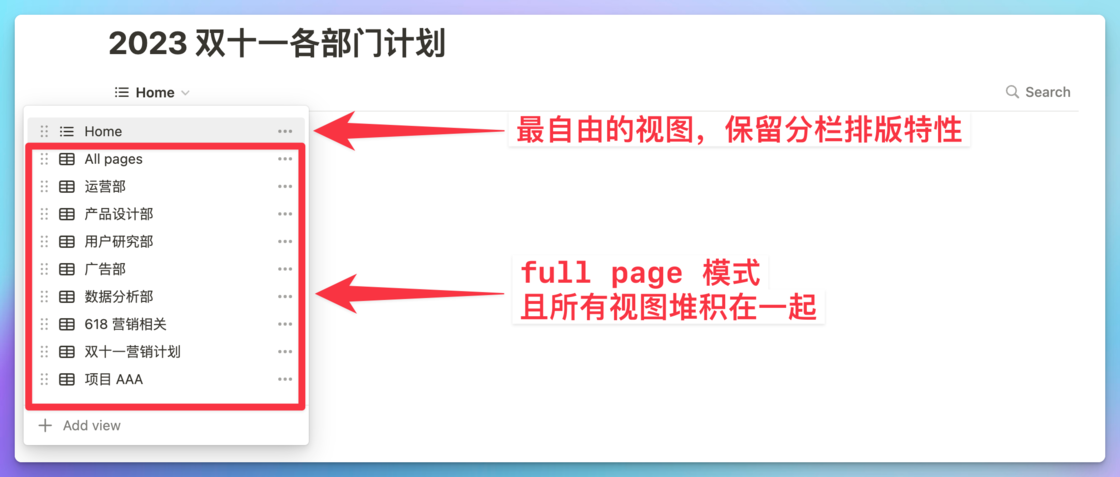 2023 双十一各部门计划
Home
Search
Home
最自由的视图，保留分栏排版特性
All pages
运营部
产品设计部
用户研究部
广告部
full page 模式
数据分析部
且所有视图堆积在一起
618 营销相关
双十一营销计划
项目 AAA
Add view